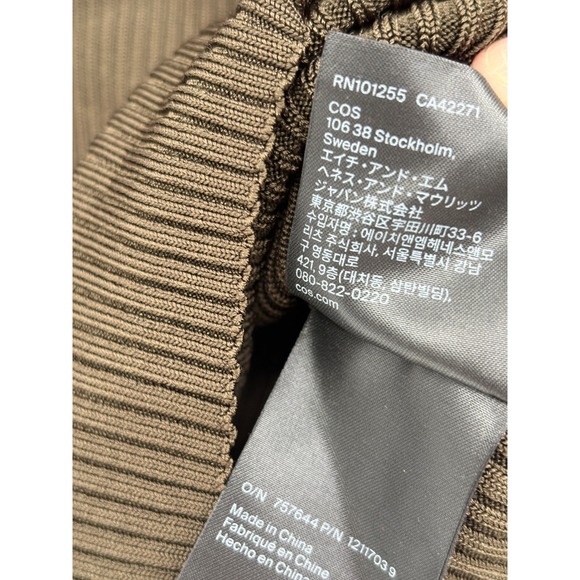 RN101255 CA42271
COS
106 38 Stockholm,
Sweden
エイチ・アンド・エム
ヘネス・アンド・マウリッツ
ジャパン株式会社
東京都渋谷区宇田川町33-6
수입자명 : 에이치앤엠헤네스앤모
리츠 주식회사, 서울특별시 강남
구 영동대로
421, 9층(대치동, 삼탄빌딩),
080-822-0220
cos.com
O/N 757644 P/N 1211703 9
Made in China
Fabriqué en Chine
Hecho en China